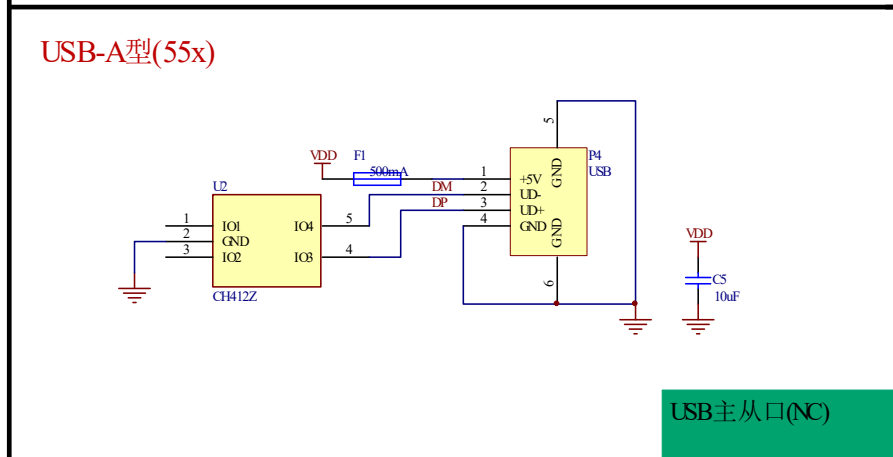 USB-A型(55x)
5
VDD
F1
500mA
P4
USB
1
+5V
GND
DM
2
UD-
DP
3
UD+
4
GND
GND
U2
1
IO1
IO4
5
2
GND
3
IO2
IO3
4
CH412Z
6
VDD
C5
10uF
USB主从口(NC)